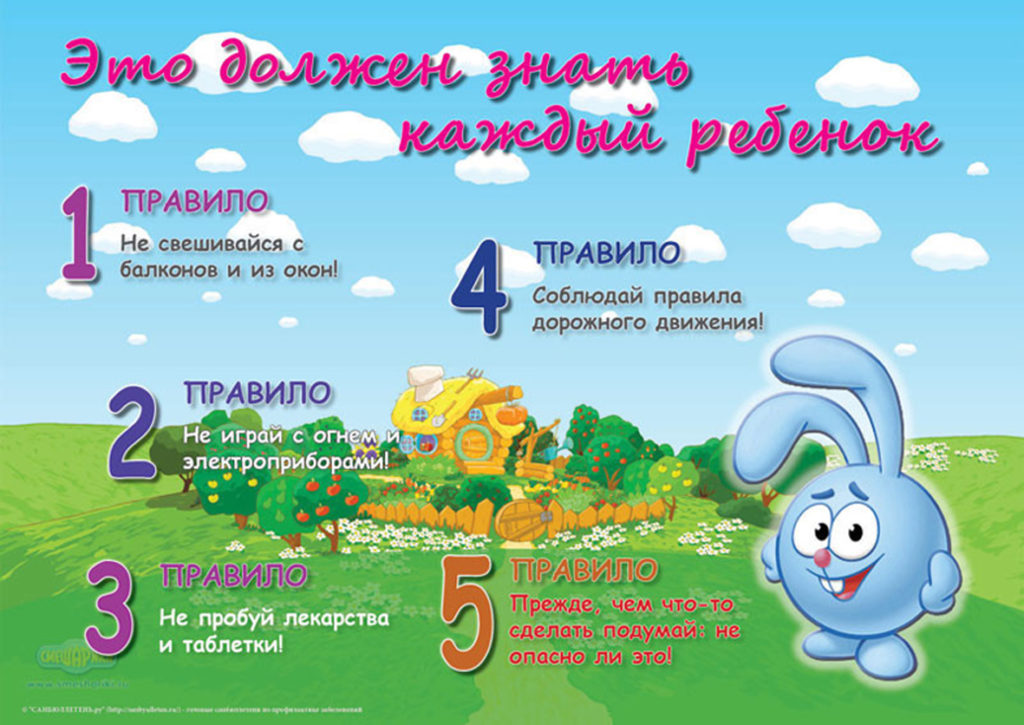 Это должен знать
каждый ребенок
1 ПРАВИЛО
Не свешивайся с
балконов и из окон!
2 ПРАВИЛО
Не играй с огнем и
электроприборами!
3 ПРАВИЛО
Не пробуй лекарства
и таблетки!
4 ПРАВИЛО
Соблюдай правила
дорожного движения!
5 ПРАВИЛО
Прежде, чем что-то
сделать подумай: не
опасно ли это!
СМЕШАРИКИ